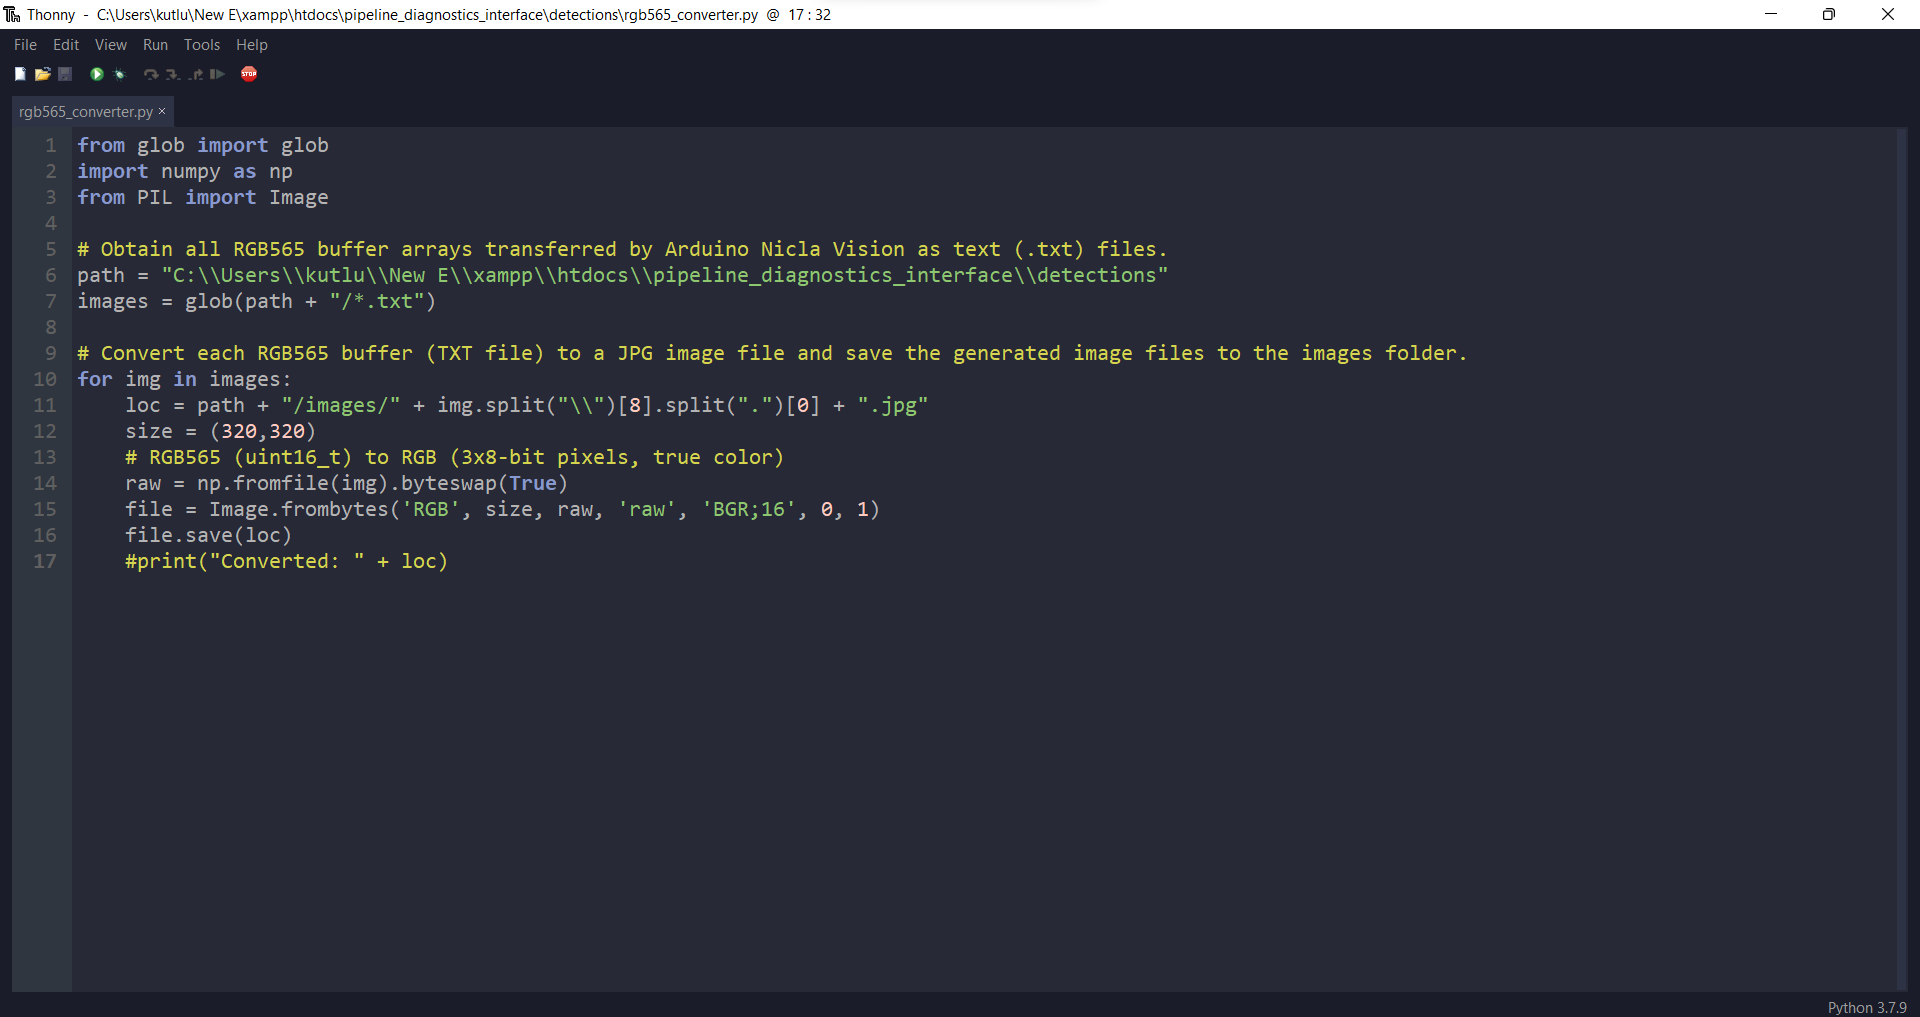 Thonny - C:\Users\kutlu\New E\xampp\htdocs\pipeline_diagnostics_interface\detections\rgb565_converter.py @ 17:32
File Edit View Run Tools Help
STOP
rgb565_converter.py ×
1 from glob import glob
2 import numpy as np
3 from PIL import Image
4
5 # Obtain all RGB565 buffer arrays transferred by Arduino Nicla Vision as text (.txt) files.
6 path = "C:\\Users\\kutlu\\New E\\xampp\\htdocs\\pipeline_diagnostics_interface\\detections"
7 images = glob(path + "/*.txt")
8
9 # Convert each RGB565 buffer (TXT file) to a JPG image file and save the generated image files to the images folder.
10 for img in images:
11     loc = path + "/images/" + img.split("\\")[8].split(".")[0] + ".jpg"
12     size = (320,320)
13     # RGB565 (uint16_t) to RGB (3x8-bit pixels, true color)
14     raw = np.fromfile(img).byteswap(True)
15     file = Image.frombytes('RGB', size, raw, 'raw', 'BGR;16', 0, 1)
16     file.save(loc)
17     #print("Converted: " + loc)
Python 3.7.9